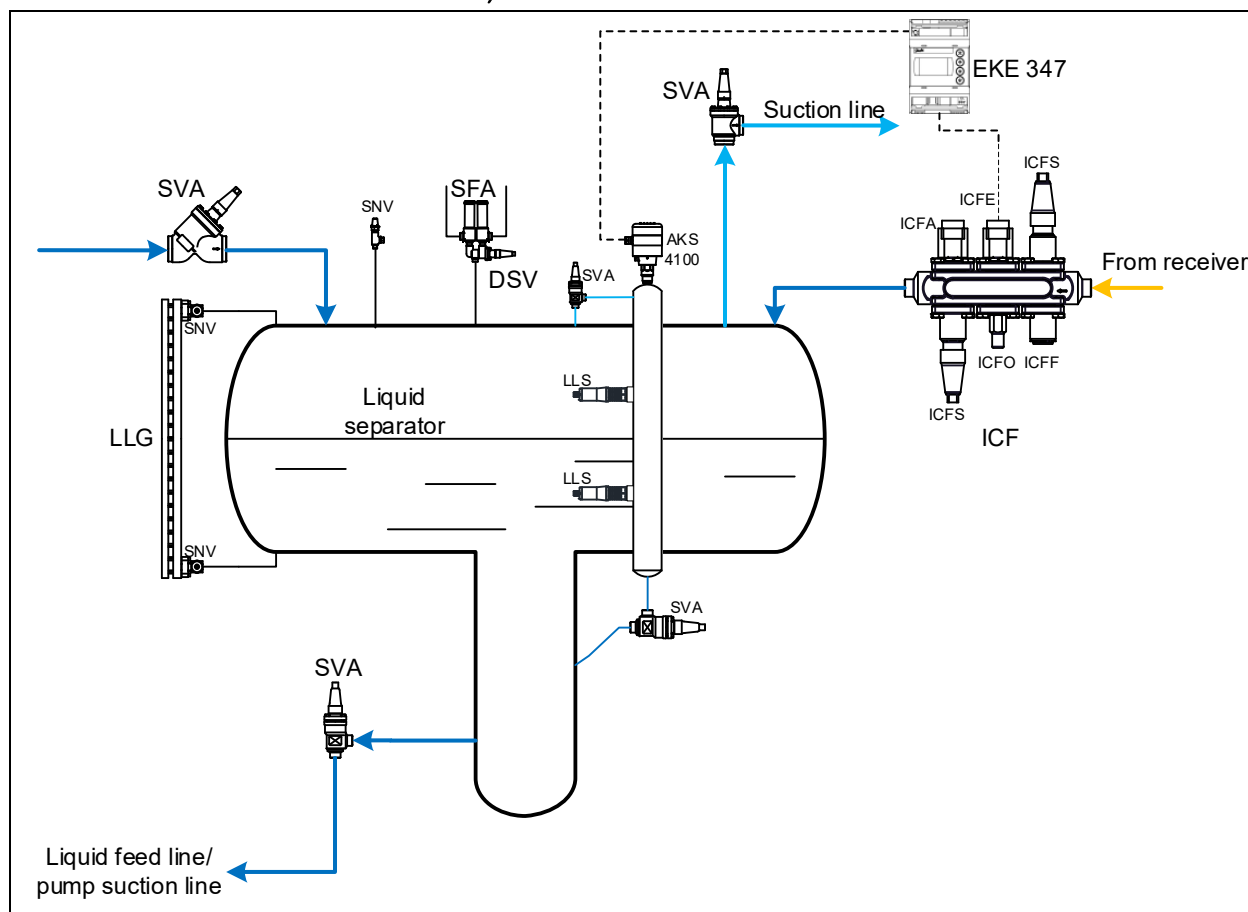 EKE 347
SVA
Suction line
ICFS
SVA
SNV
SFA
ICFE
ICFA
AKS
4100
DSV
SVA
From receiver
SNV
LLS
Liquid
separator
ICFO
ICFF
ICFS
LLG
ICF
LLS
SNV
SVA
SVA
Liquid feed line/
pump suction line